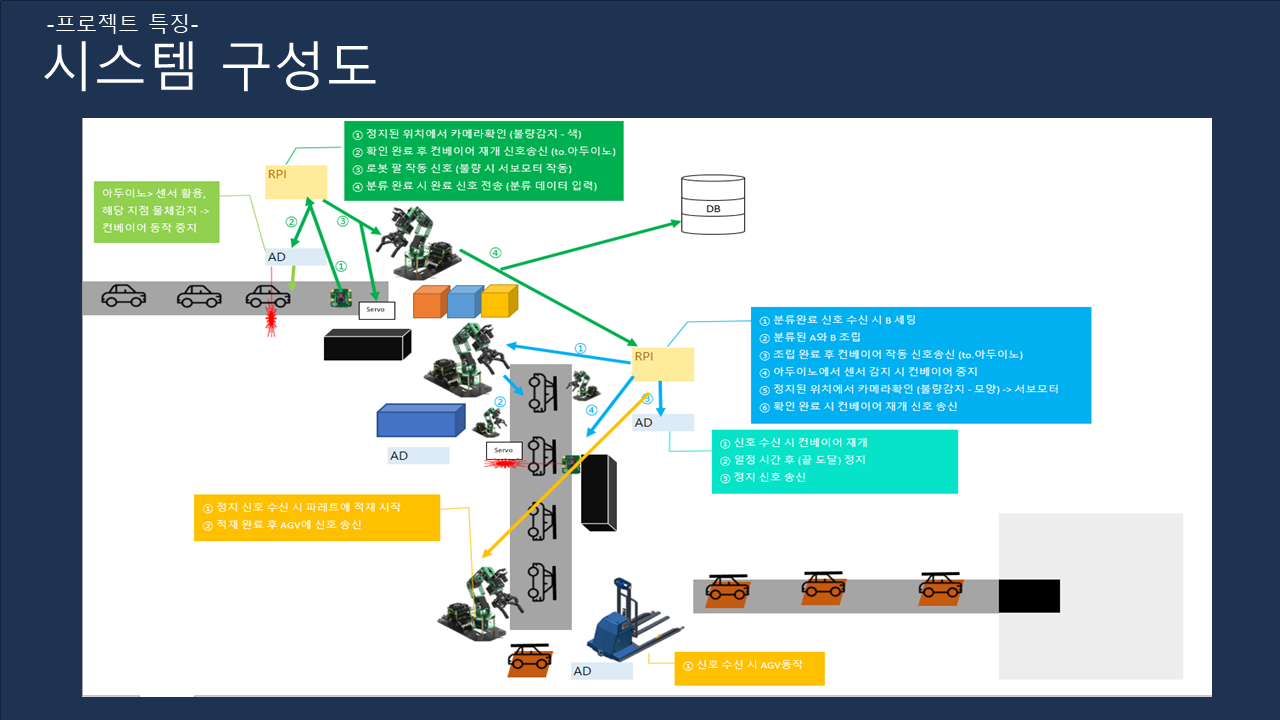 -프로젝트 특징-
시스템 구성도
① 정지된 위치에서 카메라확인 (불량감지 - 색)
② 확인 완료 후 컨베이어 재개 신호송신 (to.아두이노)
③ 로봇 팔 작동 신호 (불량 시 서보모터 작동)
④ 분류 완료 시 완료 신호 전송 (분류 데이터 입력)
RPI
아두이노> 센서 활용,
해당 지점 물체감지 ->
컨베이어 동작 중지
②
③
①
AD
④
DB
Servo
① 분류완료 신호 수신 시 B 세팅
② 분류된 A와 B 조립
③ 조립 완료 후 컨베이어 작동 신호송신 (to.아두이노)
④ 아두이노에서 센서 감지 시 컨베이어 중지
⑤ 정지된 위치에서 카메라확인 (불량감지 - 모양) -> 서보모터
⑥ 확인 완료 시 컨베이어 재개 신호 송신
①
RPI
②
④
③
AD
① 신호 수신 시 컨베이어 재개
② 일정 시간 후 (끝 도달) 정지
③ 정지 신호 송신
Servo
AD
① 정지 신호 수신 시 파레트에 적재 시작
② 적재 완료 후 AGV에 신호 송신
AD
① 신호 수신 시 AGV동작